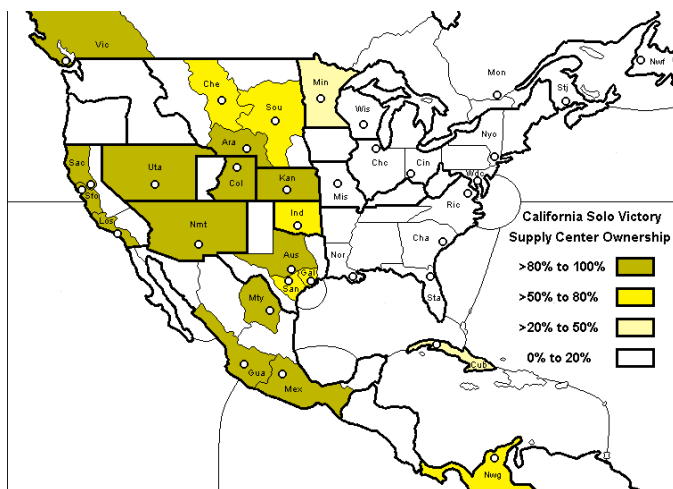 Vic
Nwf
Mon
Che
Min
Stj
Sou
Wis
Nyo
Ara
Chc
Cin
Sac
Uta
Col
Kan
Mis
Wdc
Sfo
Ric
Los
Nmt
Ind
Cha
Aus
Nor
Gal
San
Sta
Mty
Cub
Gua
Mex
Nwg
California Solo Victory
Supply Center Ownership
>80% to 100%
>50% to 80%
>20% to 50%
0% to 20%